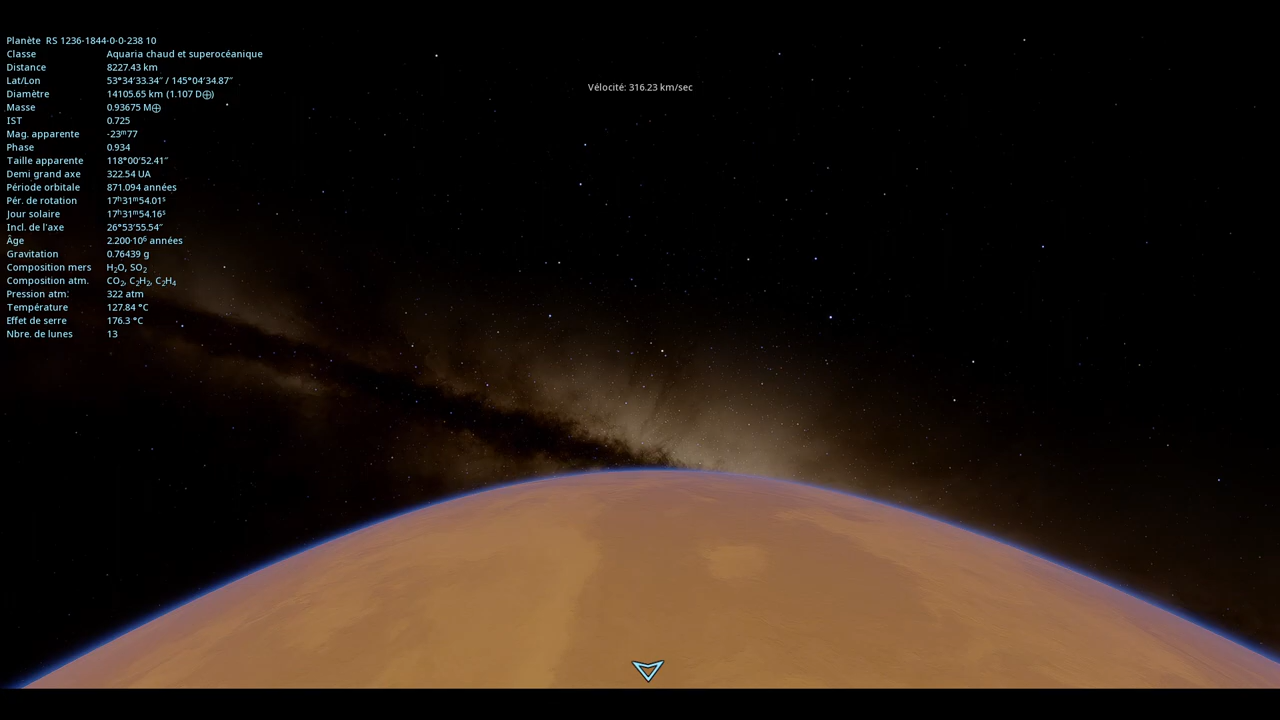 Planète RS 1236-1844-0-0-238 10
Classe Aquaria chaud et superocéanique
Distance 8227.43 km
Lat/Lon 53°34′33.34″ / 145°04′34.87″
Diamètre 14105.65 km (1.107 D⊕)
Masse 0.93675 M⊕
IST 0.725
Mag. apparente -23ᵐ77
Phase 0.934
Taille apparente 118°00′52.41″
Demi grand axe 322.54 UA
Période orbitale 871.094 années
Pér. de rotation 17ʰ31ᵐ54.01ˢ
Jour solaire 17ʰ31ᵐ54.16ˢ
Incl. de l'axe 26°53′55.54″
Âge 2.200·10⁶ années
Gravitation 0.76439 g
Composition mers H₂O, SO₂
Composition atm. CO₂, C₂H₂, C₂H₄
Pression atm. 322 atm
Température 127.84 °C
Effet de serre 176.3 °C
Nbre. de lunes 13
Vélocité: 316.23 km/sec